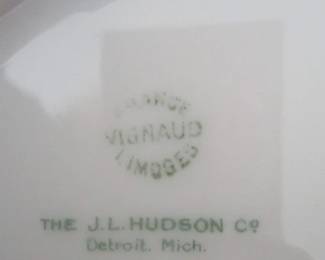 FRANCE
VIGNAUD
LIMOGES
THE J.L. HUDSON Cº
Detroit. Mich.